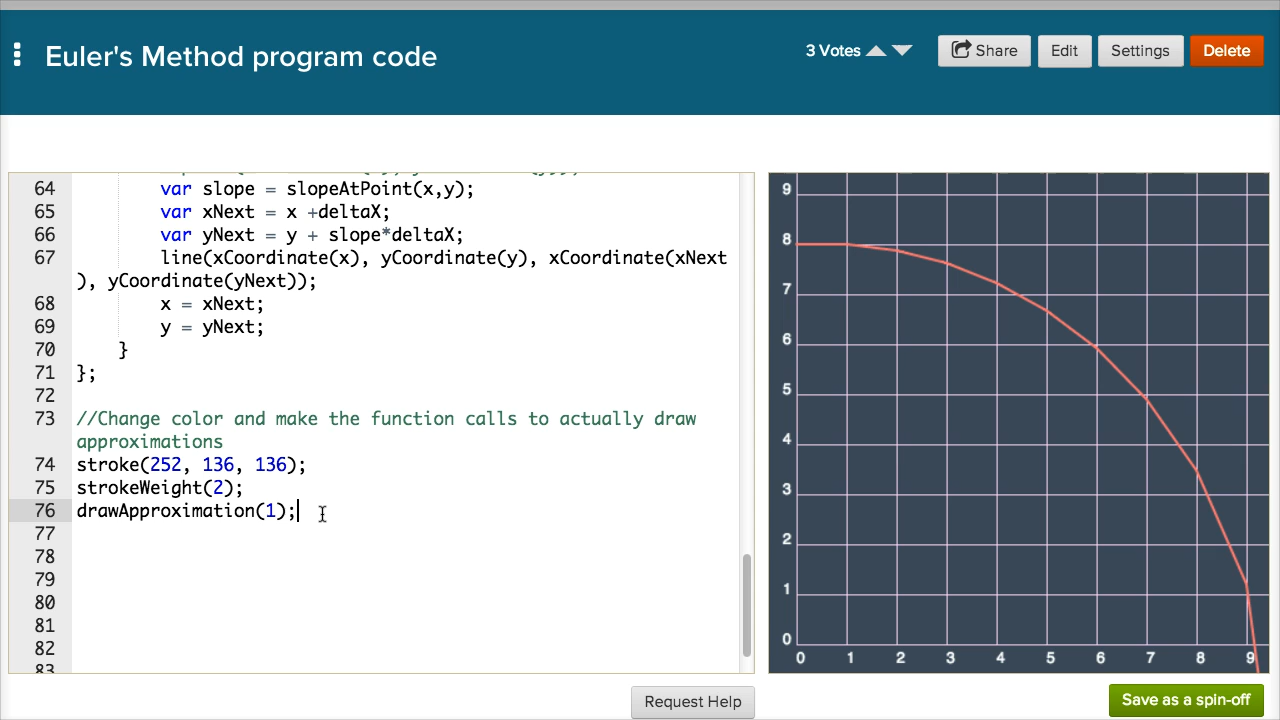 Euler's Method program code
3 Votes
Share
Edit
Settings
Delete
64 var slope = slopeAtPoint(x,y);
65 var xNext = x +deltaX;
66 var yNext = y + slope*deltaX;
67 line(xCoordinate(x), yCoordinate(y), xCoordinate(xNext
), yCoordinate(yNext));
68 x = xNext;
69 y = yNext;
70 }
71 };
72
73 //Change color and make the function calls to actually draw
approximations
74 stroke(252, 136, 136);
75 strokeWeight(2);
76 drawApproximation(1);
77
78
79
80
81
82
83
9
8
7
6
5
4
3
2
1
0
0 1 2 3 4 5 6 7 8 9
Request Help
Save as a spin-off